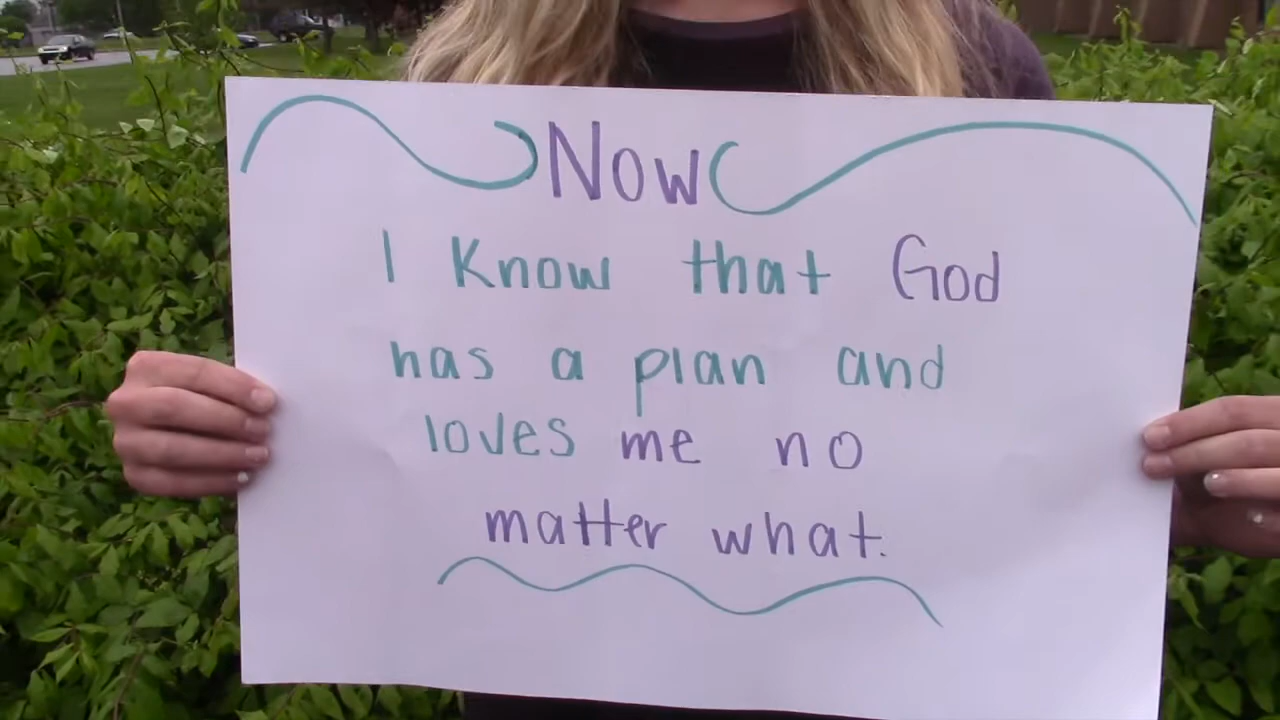 Now
I Know that God
has a plan and
loves me no
matter what.